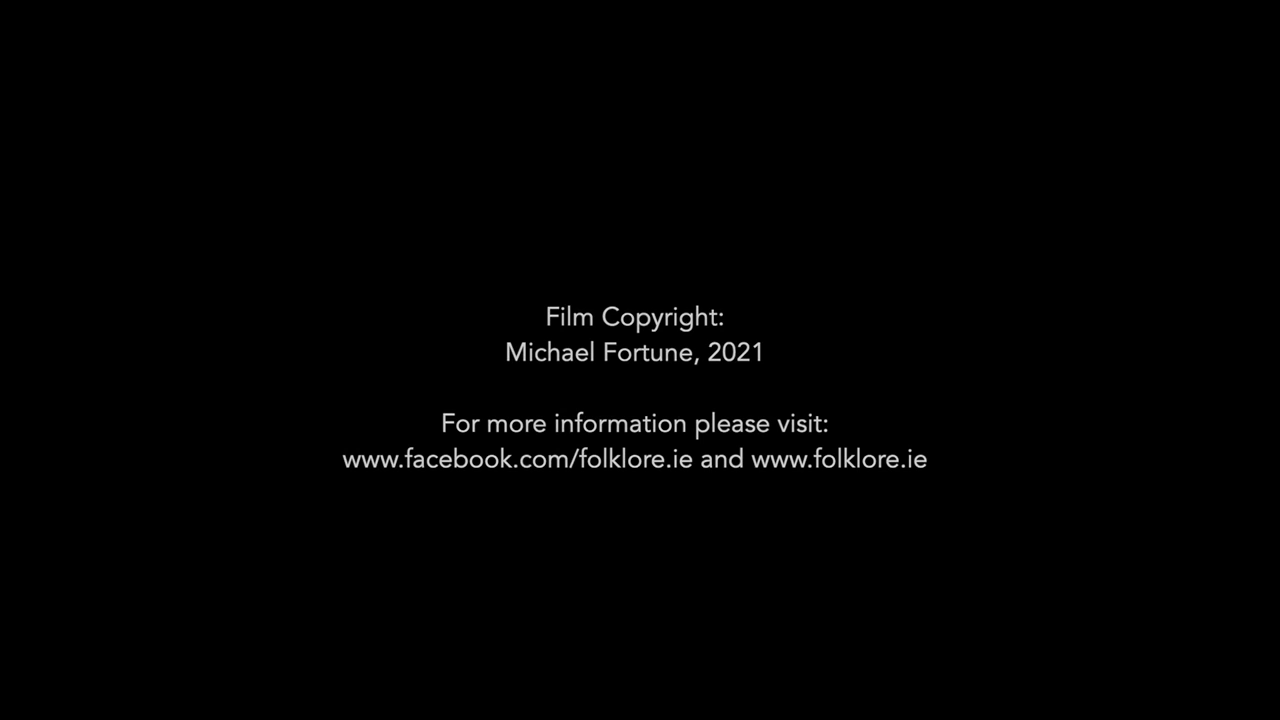 Film Copyright:
Michael Fortune, 2021
For more information please visit:
www.facebook.com/folklore.ie and www.folklore.ie